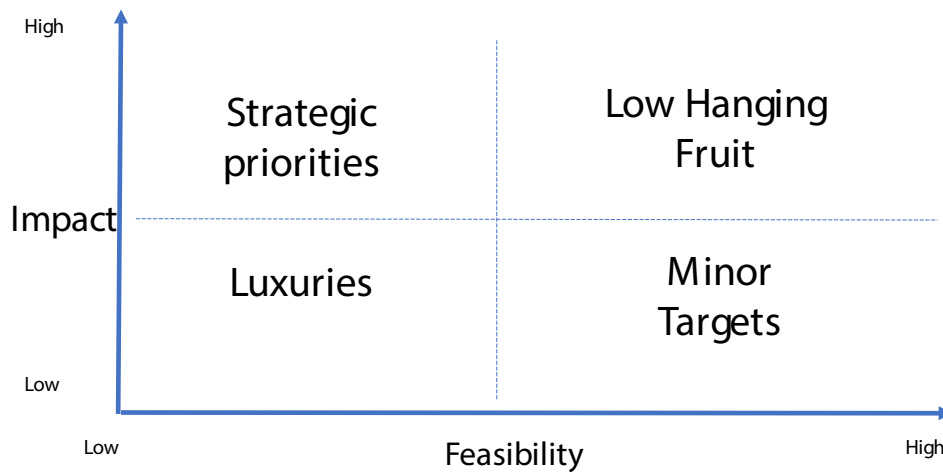 High
Strategic
priorities
Low Hanging
Fruit
Impact
Luxuries
Minor
Targets
Low
Low
Feasibility
High